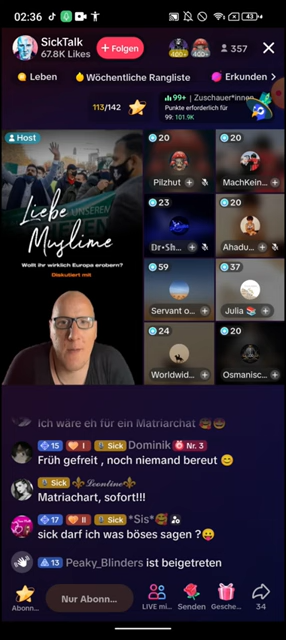 02:36
43
SickTalk
67.8K Likes
+ Folgen
400+
400+
357
Leben
Wöchentliche Rangliste
Erkunden >
113/142
99+ | Zuschauer*innen
Punkte erforderlich für
99: 101.9K
Host
Liebe
Muslime
Wollt ihr wirklich Europa erobern?
Diskutiert mit
20
Pilzhut
20
MachKein...
23
Dr•Sh...
20
Ahadu...
59
Servant o...
37
Julia 📚
24
Worldwid...
20
Osmanisc...
Ich wäre eh für ein Matriarchat 🥰🥰
15 I Sick Dominik Nr. 3
Früh gefreit , noch niemand bereut 😊
Sick ⚜️Leontine⚜️
Matriachart, sofort!!!
17 II Sick *Sis*🥰
sick darf ich was böses sagen ?😛
13 Peaky_Blinders ist beigetreten
Abonn...
Nur Abonn...
LIVE mi...
Senden
Gesche...
34